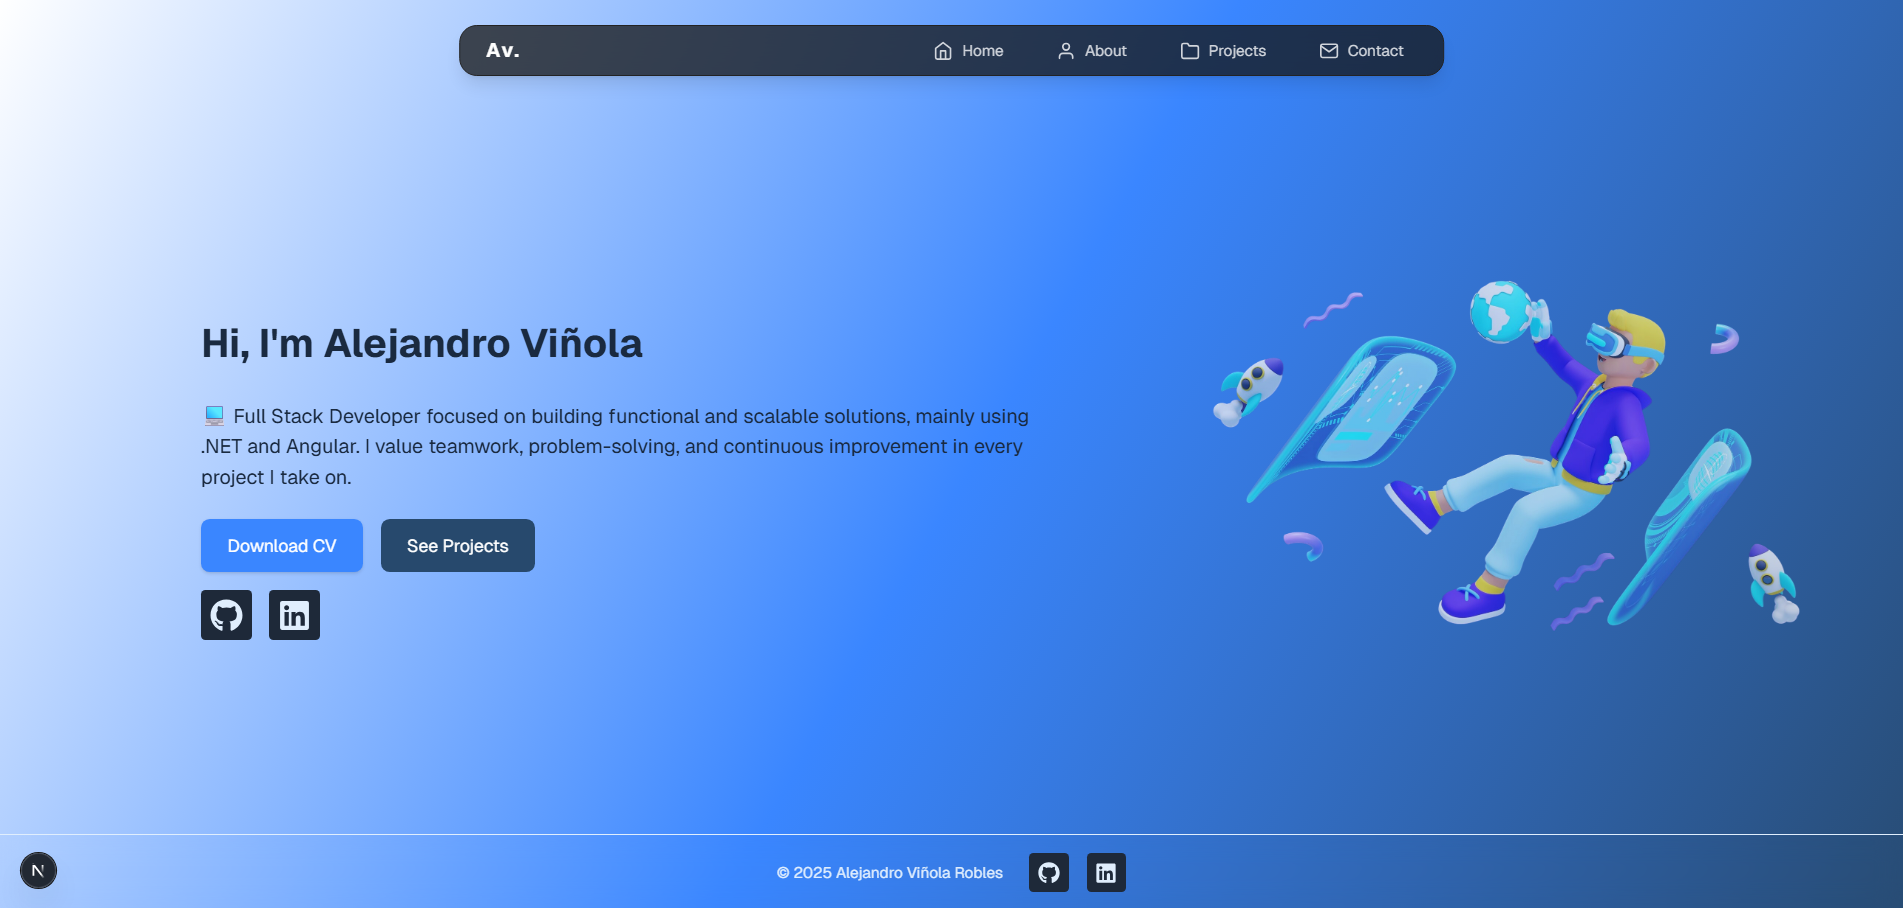 Av.
Home
About
Projects
Contact
Hi, I'm Alejandro Viñola
💻 Full Stack Developer focused on building functional and scalable solutions, mainly using
.NET and Angular. I value teamwork, problem-solving, and continuous improvement in every
project I take on.
Download CV
See Projects
in
N
© 2025 Alejandro Viñola Robles
in